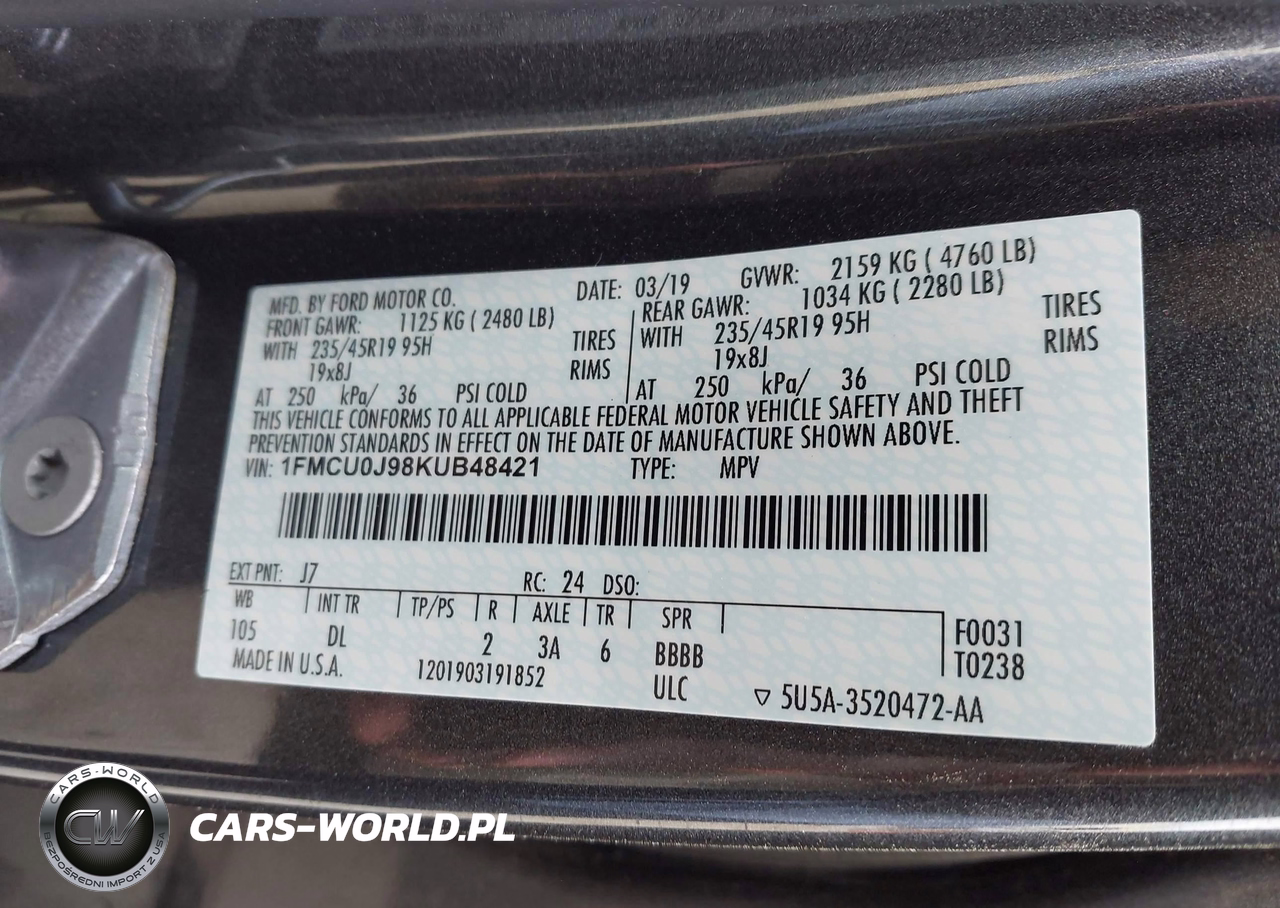 MFD. BY FORD MOTOR CO. DATE: 03/19 GVWR: 2159 KG ( 4760 LB)
FRONT GAWR: 1125 KG ( 2480 LB) REAR GAWR: 1034 KG ( 2280 LB)
WITH 235/45R19 95H TIRES WITH 235/45R19 95H TIRES
19x8J RIMS 19x8J RIMS
AT 250 kPa/ 36 PSI COLD AT 250 kPa/ 36 PSI COLD
THIS VEHICLE CONFORMS TO ALL APPLICABLE FEDERAL MOTOR VEHICLE SAFETY AND THEFT
PREVENTION STANDARDS IN EFFECT ON THE DATE OF MANUFACTURE SHOWN ABOVE.
VIN: 1FMCU0J98KUB48421 TYPE: MPV
EXT PNT: J7 RC: 24 DSO:
WB INT TR TP/PS R AXLE TR SPR F0031
105 DL 2 3A 6 BBBB T0238
MADE IN U.S.A. 1201903191852 ULC ▽ 5U5A-3520472-AA
CARS-WORLD
CW
BEZPOŚREDNI IMPORT Z USA
CARS-WORLD.PL